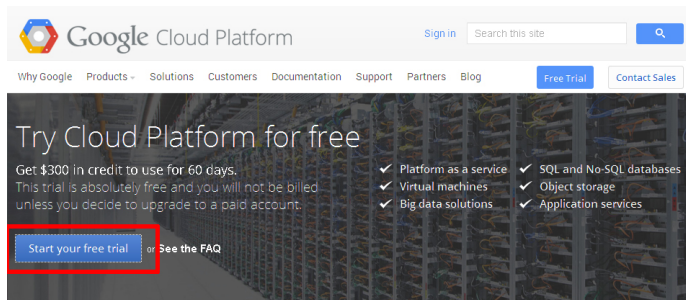 Google Cloud Platform
Sign in
Search this site
Why Google Products Solutions Customers Documentation Support Partners Blog
Free Trial
Contact Sales
Try Cloud Platform for free
Get $300 in credit to use for 60 days.
This trial is absolutely free and you will not be billed
unless you decide to upgrade to a paid account.
Platform as a service
Virtual machines
Big data solutions
SQL and No-SQL databases
Object storage
Application services
Start your free trial or See the FAQ